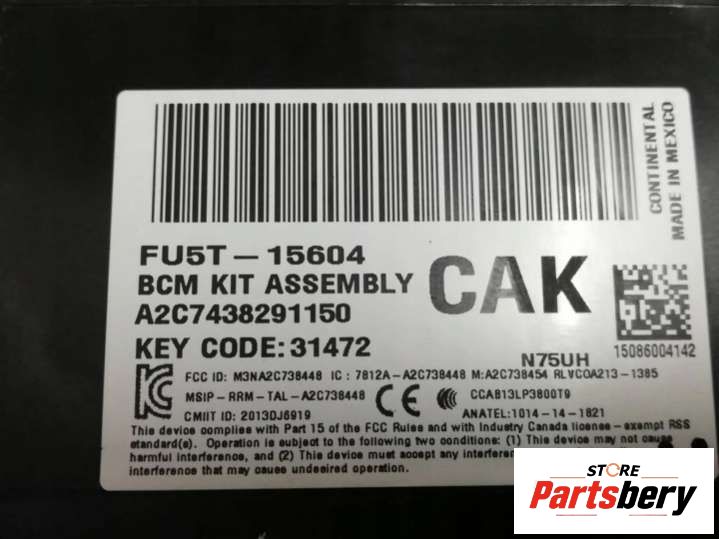 CONTINENTAL
MADE IN MEXICO
FU5T-15604
BCM KIT ASSEMBLY
CAK
A2C7438291150
KEY CODE:31472
N75UH
15086004142
FCC ID: M3NA2C738448 IC : 7812A-A2C738448 M:A2C738454 RLVCOA213-1385
MSIP-RRM-TAL-A2C738448
CCAB13LP3800T9
CMIIT ID: 2013DJ6919
ANATEL:1014-14-1821
This device complies with Part 15 of the FCC Rules and with Industry Canada license-exempt RSS
standard(s). Operation is subject to the following two conditions: (1) This device may not cause
harmful interference, and (2) This device must accept any
interference that may cause undesired operation.
STORE
Partsbery